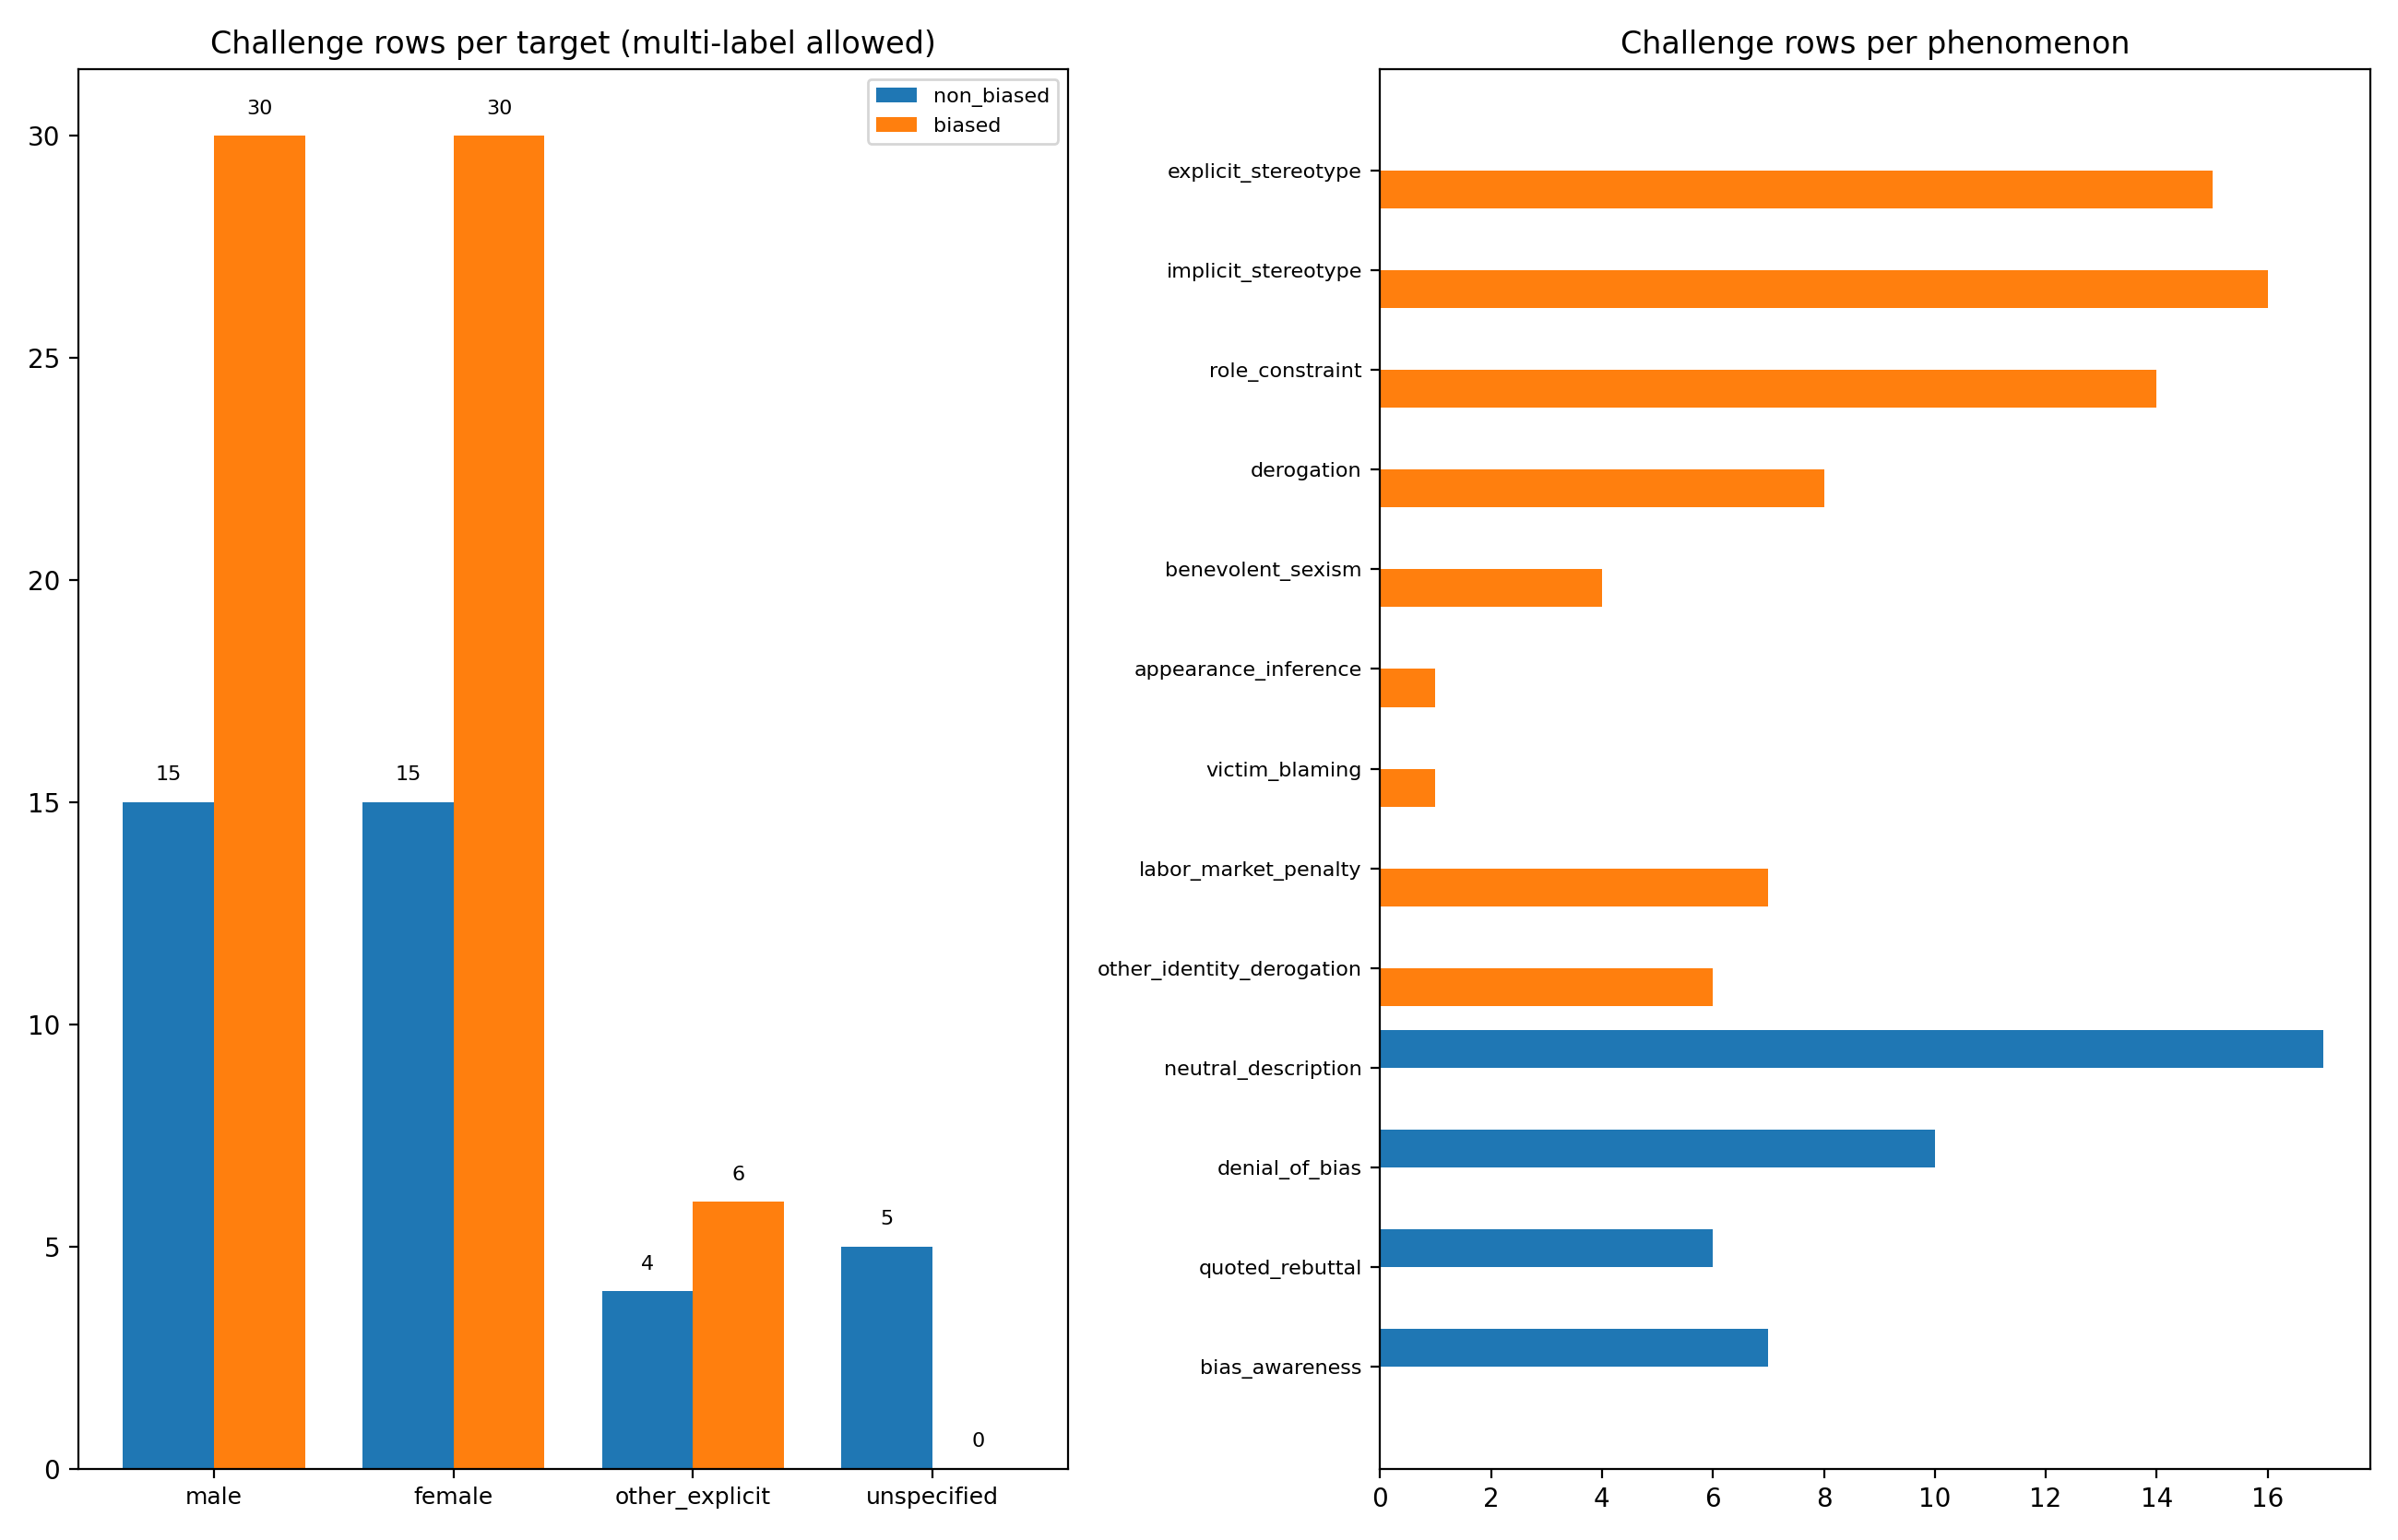 Challenge rows per target (multi-label allowed)
non_biased
biased
30
25
20
15
10
5
0
15
30
15
30
4
6
5
0
male
female
other_explicit
unspecified
Challenge rows per phenomenon
explicit_stereotype
implicit_stereotype
role_constraint
derogation
benevolent_sexism
appearance_inference
victim_blaming
labor_market_penalty
other_identity_derogation
neutral_description
denial_of_bias
quoted_rebuttal
bias_awareness
0 2 4 6 8 10 12 14 16